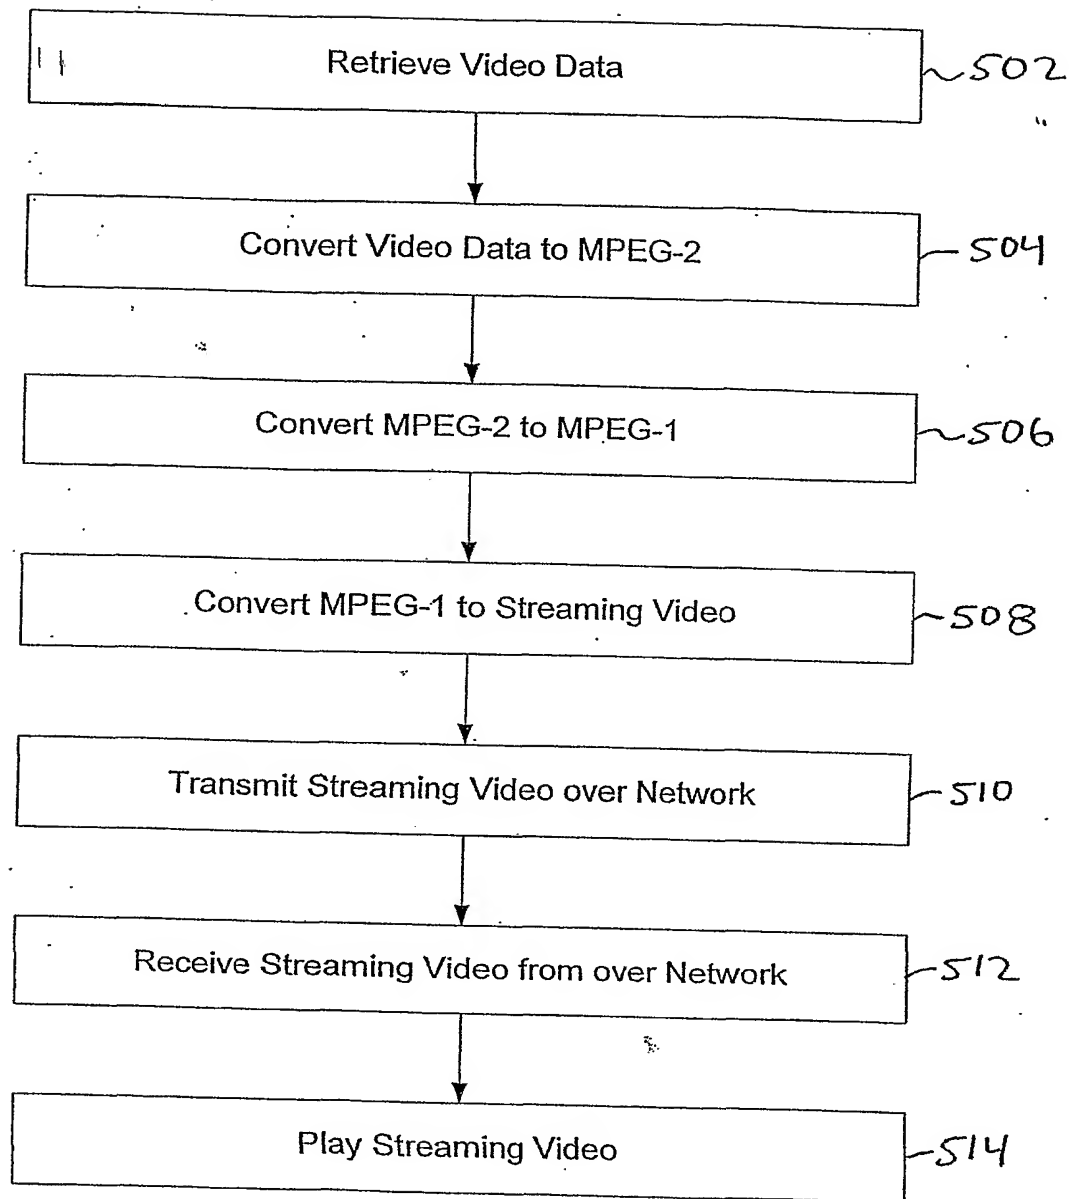 Retrieve Video Data 502
Convert Video Data to MPEG-2 504
Convert MPEG-2 to MPEG-1 506
Convert MPEG-1 to Streaming Video 508
Transmit Streaming Video over Network 510
Receive Streaming Video from over Network 512
Play Streaming Video 514